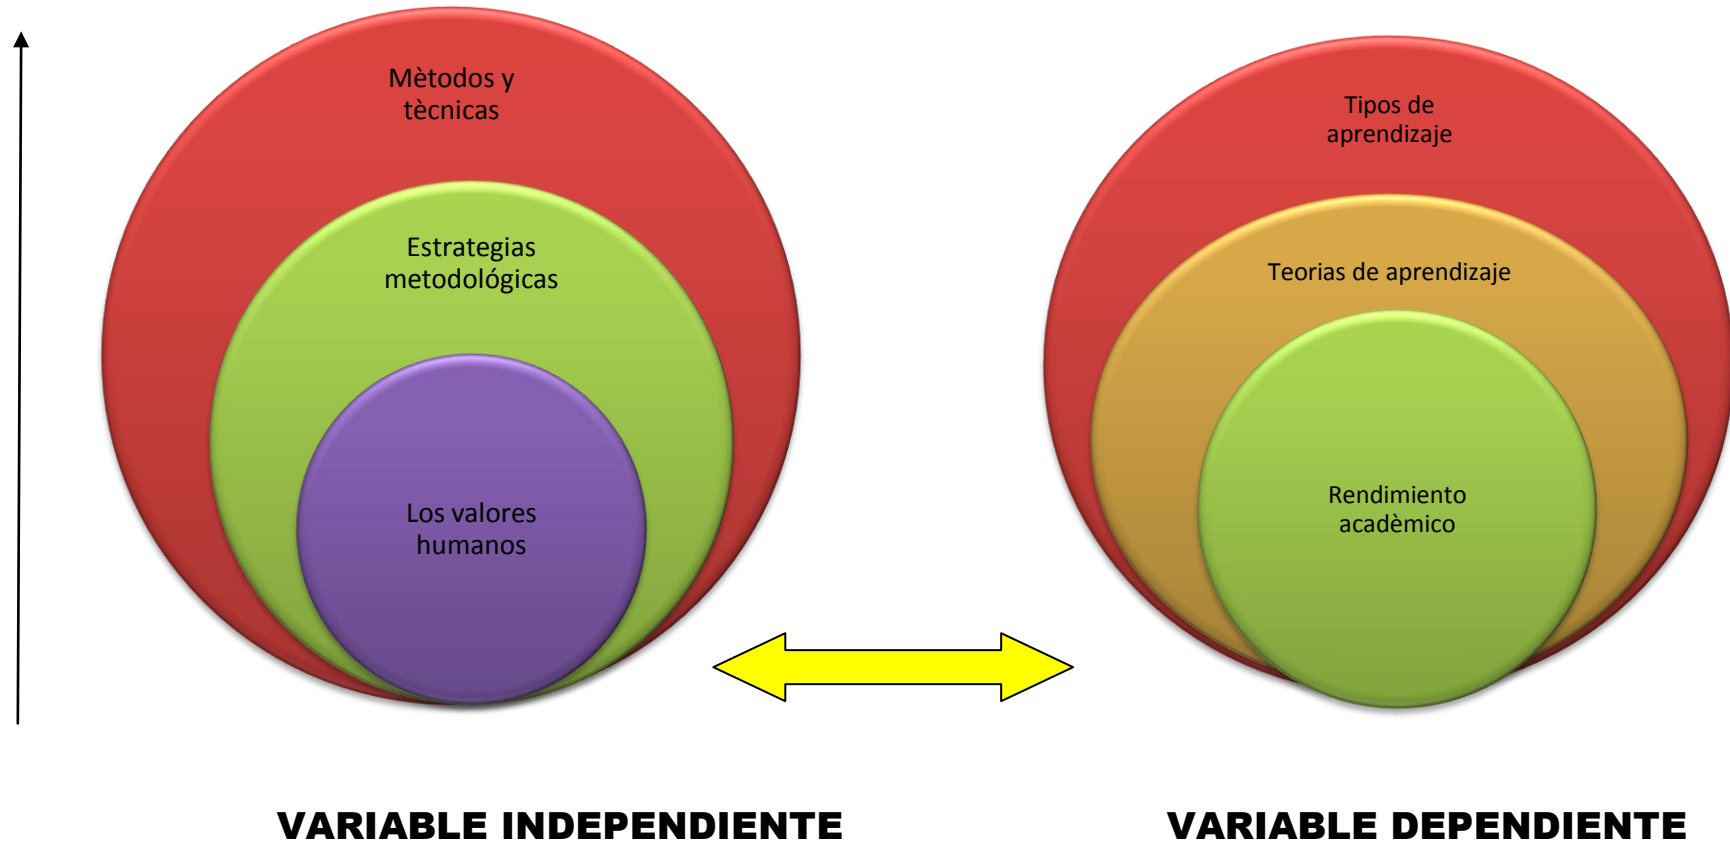 Mètodos y
tècnicas
Estrategias
metodológicas
Los valores
humanos
Tipos de
aprendizaje
Teorias de aprendizaje
Rendimiento
acadèmico
VARIABLE INDEPENDIENTE
VARIABLE DEPENDIENTE